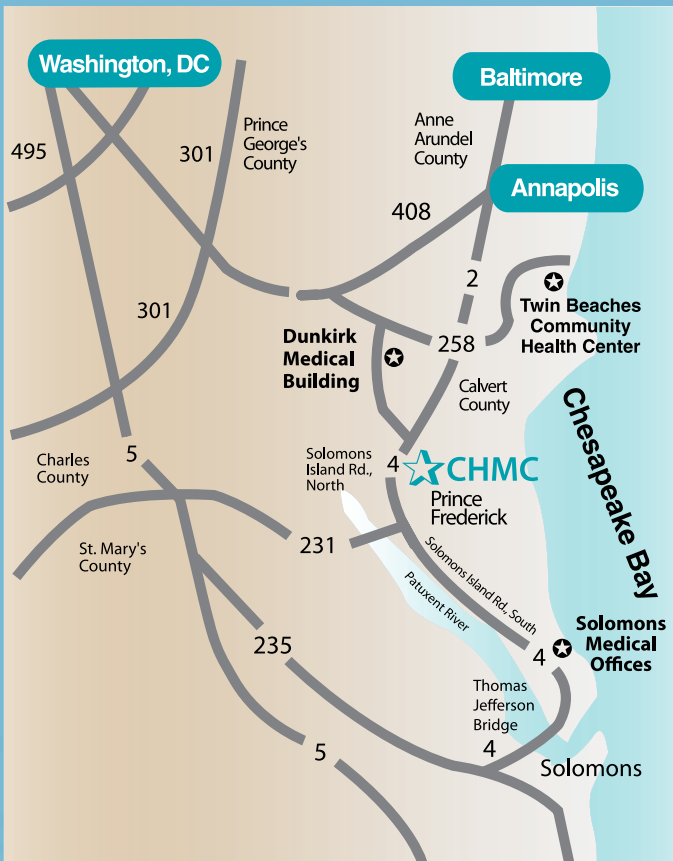 Washington, DC
Baltimore
495
301
Prince
George's
County
Anne
Arundel
County
Annapolis
408
2
301
Twin Beaches
Community
Health Center
Dunkirk
Medical
Building
258
Calvert
County
Chesapeake Bay
Charles
County
5
Solomons
Island Rd.,
North
4
CHMC
Prince
Frederick
231
St. Mary's
County
Solomons Island Rd., South
Patuxent River
Solomons
Medical
Offices
235
4
Thomas
Jefferson
Bridge
4
5
Solomons